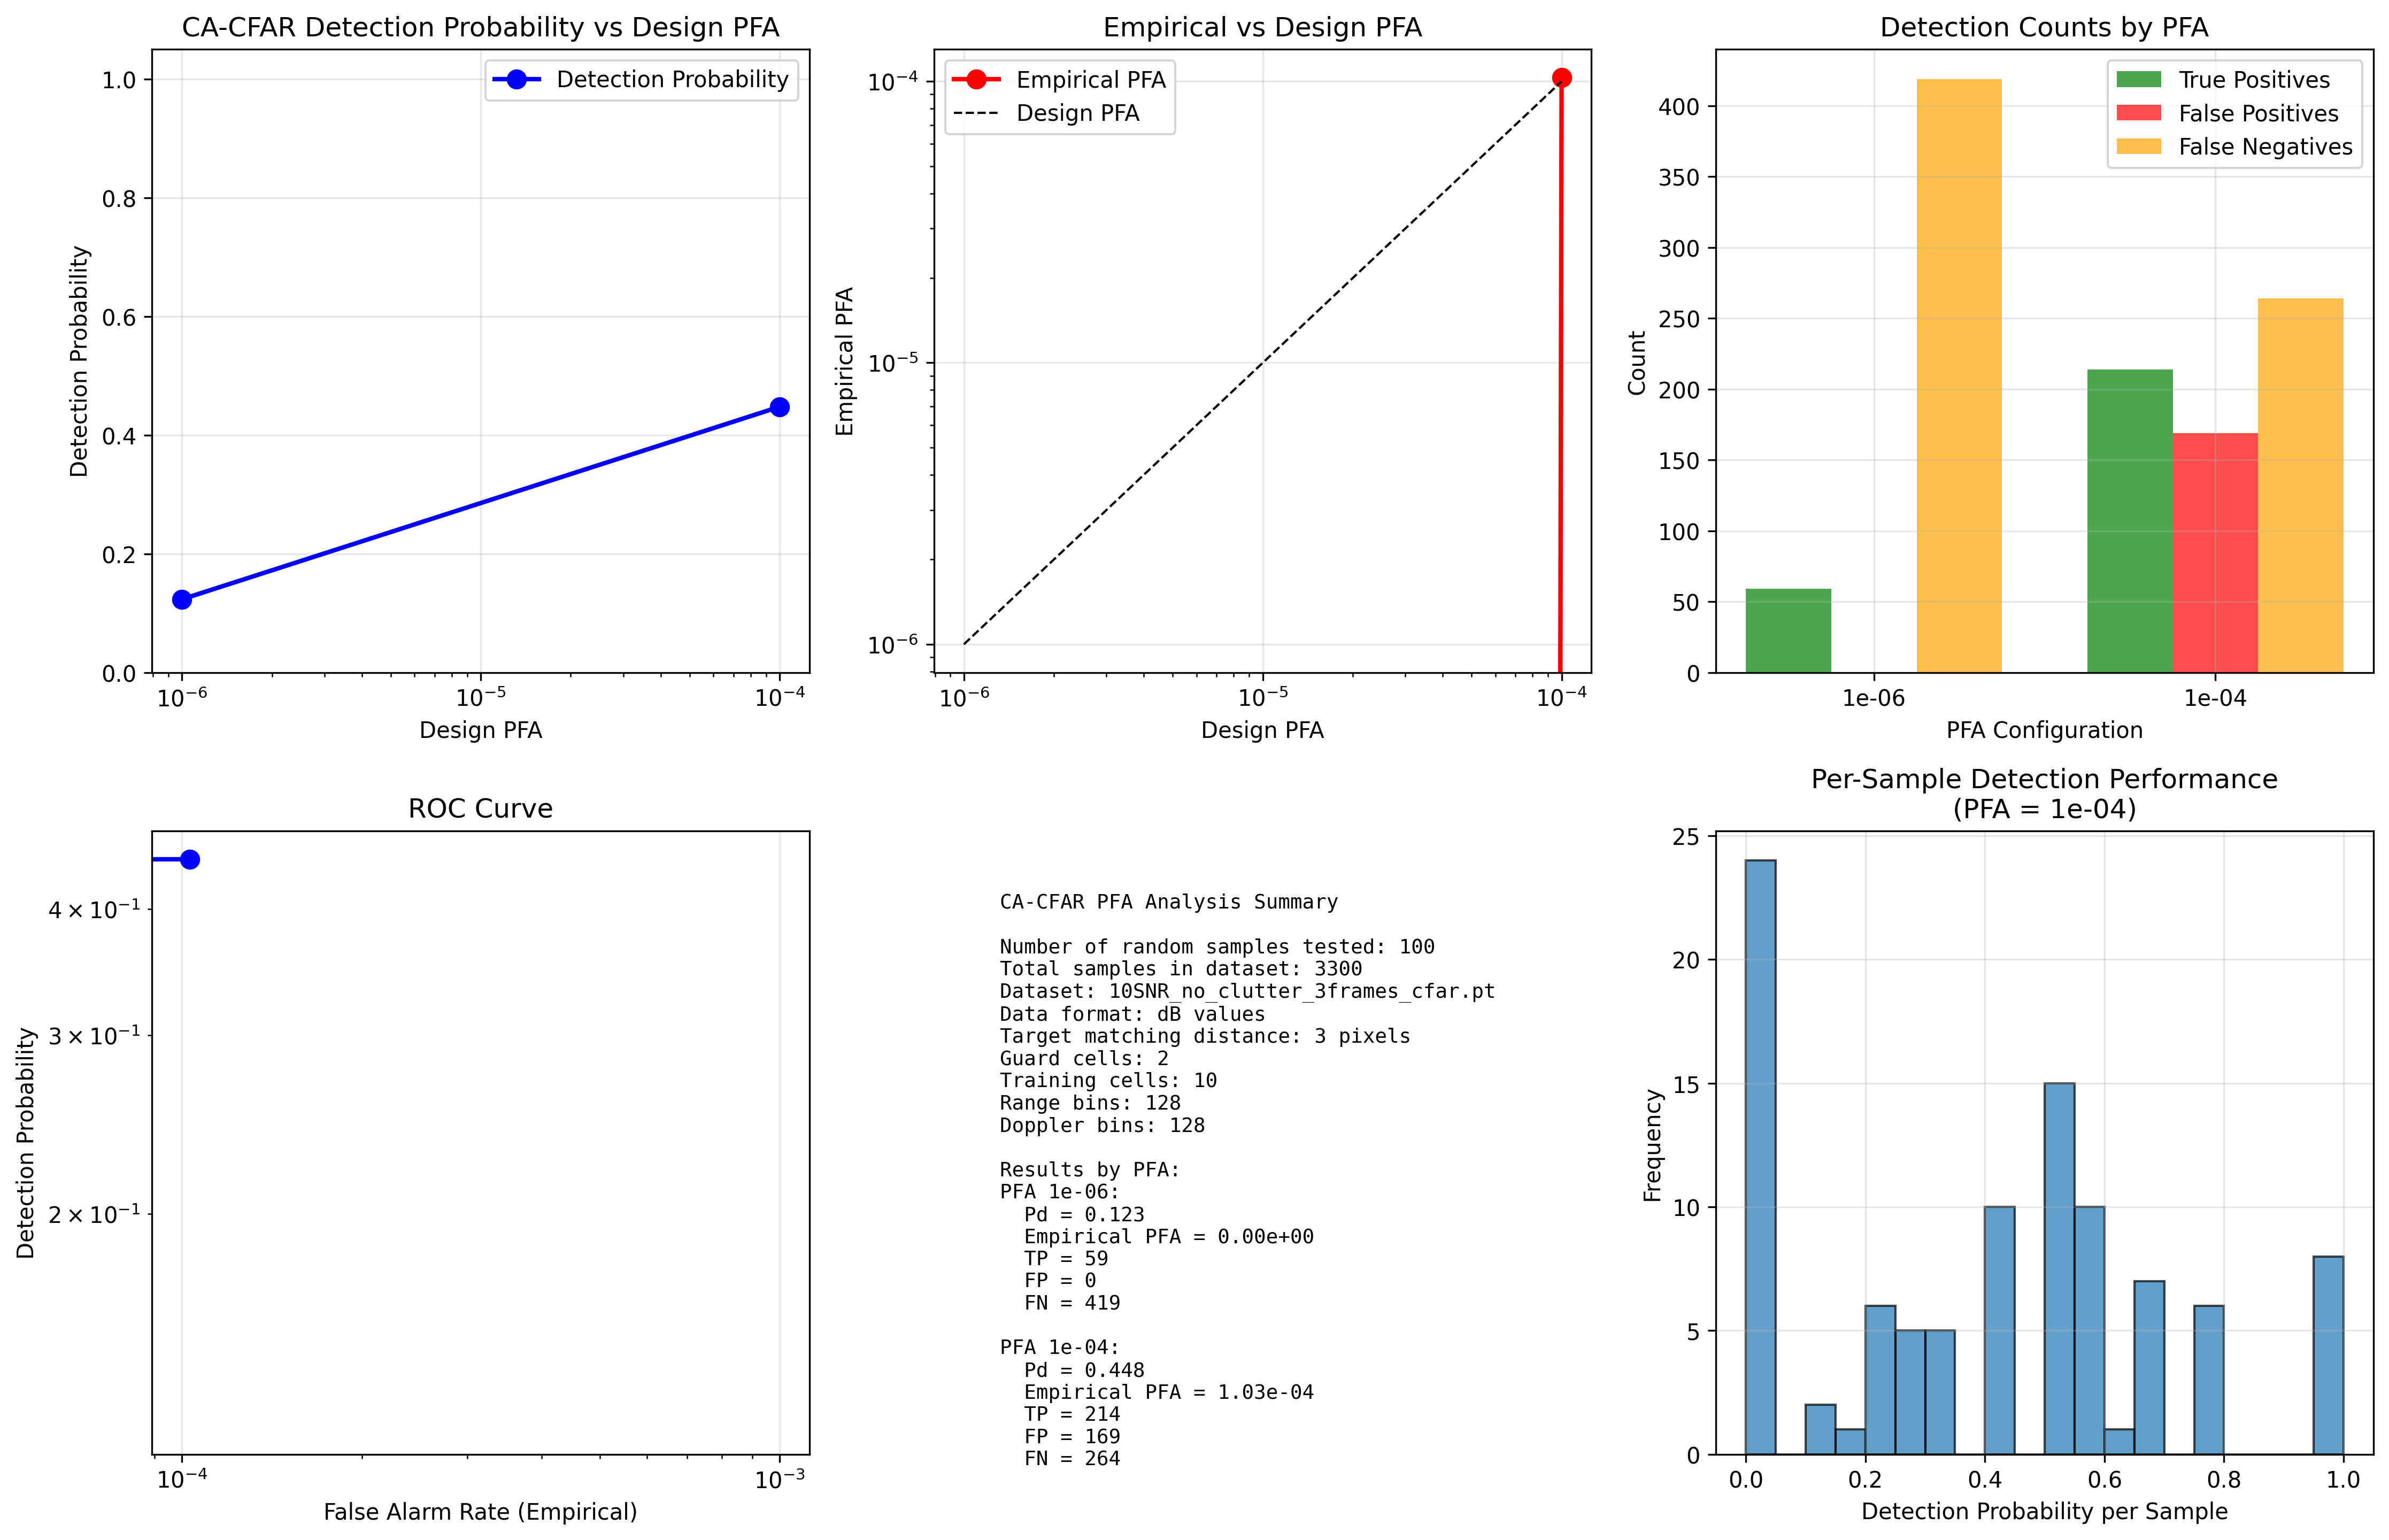 CA-CFAR Detection Probability vs Design PFA
Detection Probability
1.0
0.8
0.6
0.4
0.2
0.0
Detection Probability
10⁻⁶
10⁻⁵
10⁻⁴
Design PFA
Empirical vs Design PFA
Empirical PFA
Design PFA
10⁻⁴
10⁻⁵
10⁻⁶
Empirical PFA
10⁻⁶
10⁻⁵
10⁻⁴
Design PFA
Detection Counts by PFA
True Positives
False Positives
False Negatives
400
350
300
250
200
150
100
50
0
Count
1e-06
1e-04
PFA Configuration
ROC Curve
4 × 10⁻¹
3 × 10⁻¹
2 × 10⁻¹
Detection Probability
10⁻⁴
10⁻³
False Alarm Rate (Empirical)
CA-CFAR PFA Analysis Summary
Number of random samples tested: 100
Total samples in dataset: 3300
Dataset: 10SNR_no_clutter_3frames_cfar.pt
Data format: dB values
Target matching distance: 3 pixels
Guard cells: 2
Training cells: 10
Range bins: 128
Doppler bins: 128
Results by PFA:
PFA 1e-06:
Pd = 0.123
Empirical PFA = 0.00e+00
TP = 59
FP = 0
FN = 419
PFA 1e-04:
Pd = 0.448
Empirical PFA = 1.03e-04
TP = 214
FP = 169
FN = 264
Per-Sample Detection Performance
(PFA = 1e-04)
25
20
15
10
5
0
Frequency
0.0
0.2
0.4
0.6
0.8
1.0
Detection Probability per Sample